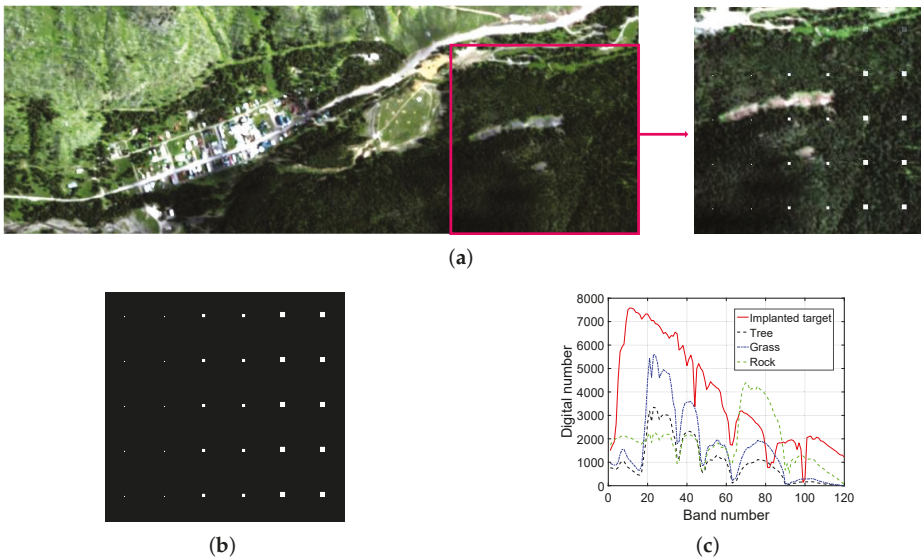 (a)
8000
7000
6000
5000
4000
3000
2000
1000
0
Digital number
Implanted target
Tree
Grass
Rock
0 20 40 60 80 100 120
Band number
(b)
(c)